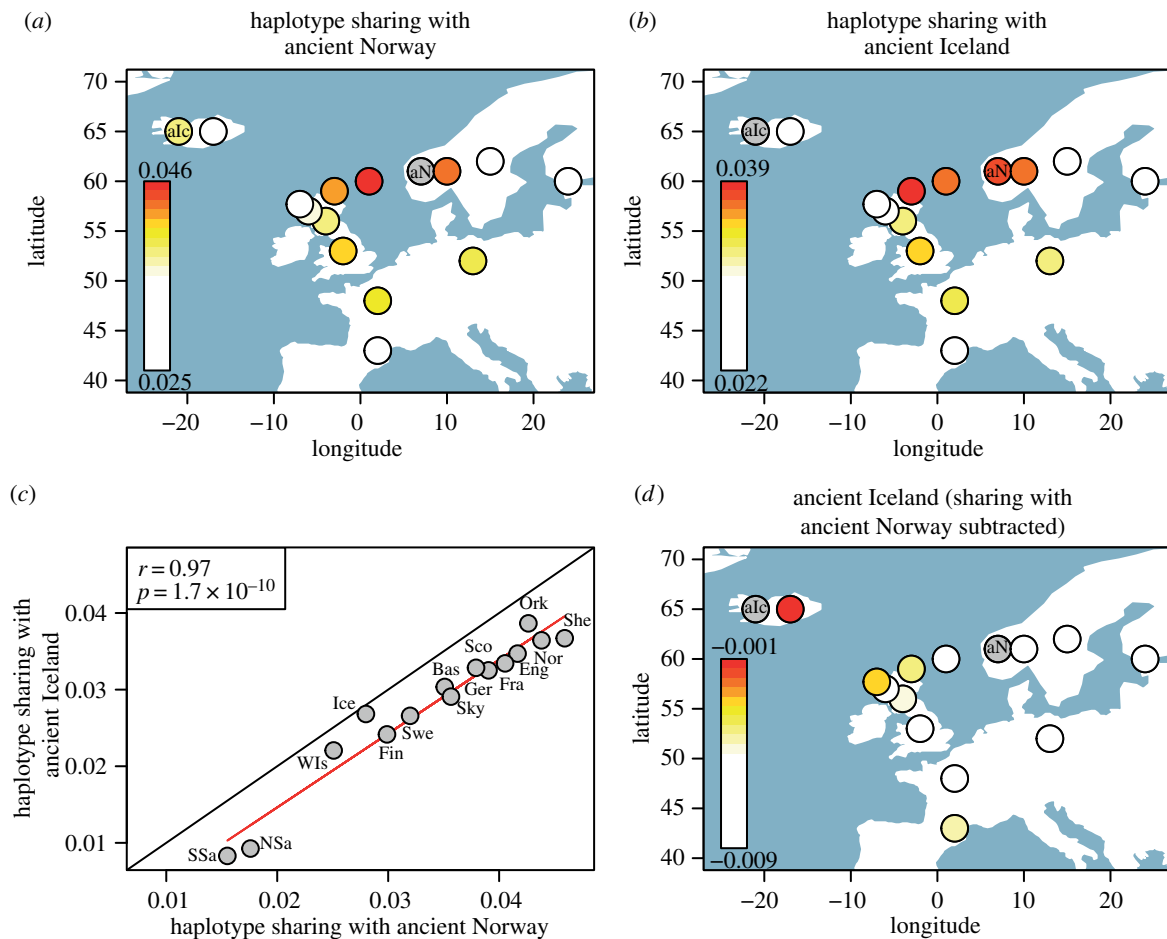 (a)
haplotype sharing with
ancient Norway
latitude
70
65
60
55
50
45
40
aIc
aN
0.046
0.025
−20
−10
0
10
20
longitude
(b)
haplotype sharing with
ancient Iceland
latitude
70
65
60
55
50
45
40
aIc
aN
0.039
0.022
−20
−10
0
10
20
longitude
(c)
r = 0.97
p = 1.7 × 10⁻¹⁰
haplotype sharing with
ancient Iceland
0.04
0.03
0.02
0.01
Ork
She
Sco
Nor
Eng
Bas
Ger
Fra
Sky
Ice
Swe
WIs
Fin
NSa
SSa
0.01
0.02
0.03
0.04
haplotype sharing with ancient Norway
(d)
ancient Iceland (sharing with
ancient Norway subtracted)
latitude
70
65
60
55
50
45
40
aIc
aN
−0.001
−0.009
−20
−10
0
10
20
longitude